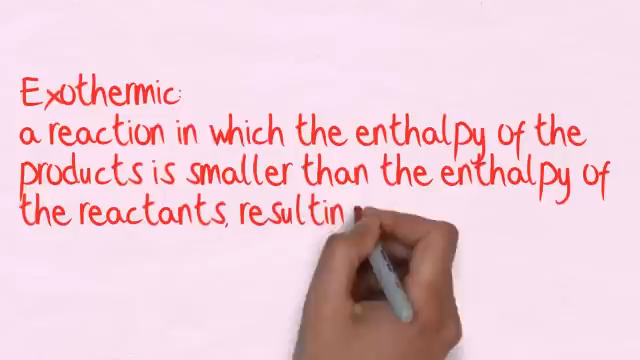 Exothermic:
a reaction in which the enthalpy of the
products is smaller than the enthalpy of
the reactants, resultin